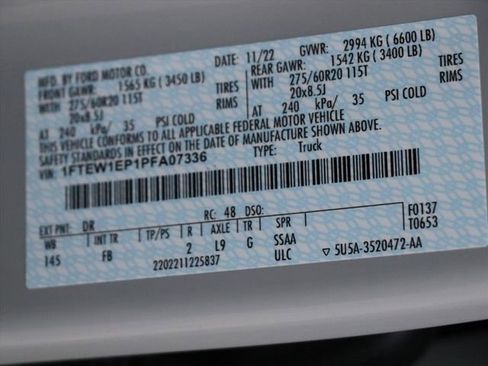 MFD. BY FORD MOTOR CO.
DATE: 11/22 GVWR: 2994 KG ( 6600 LB)
FRONT GAWR: 1565 KG ( 3450 LB) REAR GAWR: 1542 KG ( 3400 LB)
WITH 275/60R20 115T TIRES WITH 275/60R20 115T TIRES
20x8.5J RIMS 20x8.5J RIMS
AT 240 kPa/ 35 PSI COLD AT 240 kPa/ 35 PSI COLD
THIS VEHICLE CONFORMS TO ALL APPLICABLE FEDERAL MOTOR VEHICLE
SAFETY STANDARDS IN EFFECT ON THE DATE OF MANUFACTURE SHOWN ABOVE
VIN: 1FTEW1EP1PFA07336 TYPE: Truck
EXT PNT: DR RC: 48 DSO: F0137
WB INT TR TP/PS R AXLE TR SPR T0653
145 FB 2 L9 G SSAA
2202211225837 ULC ▽ 5U5A-3520472-AA